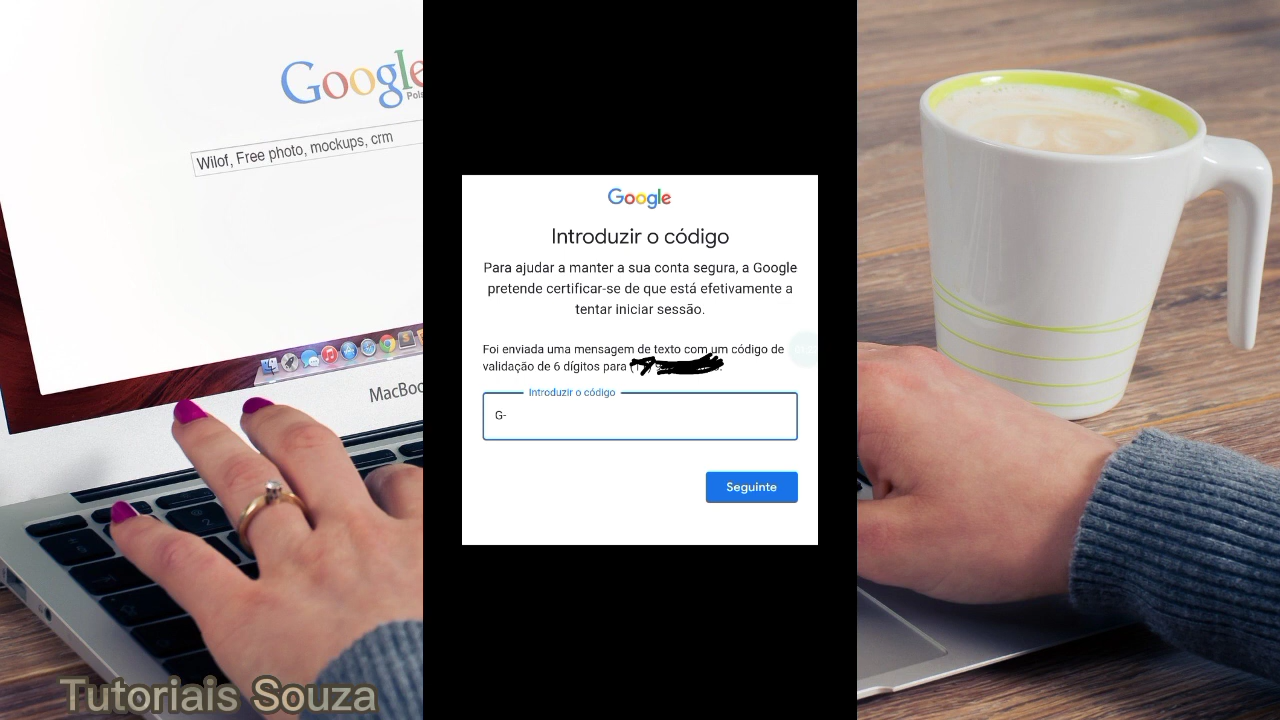 Google
Pols
Wilof, Free photo, mockups, crm
MacBoo
Tutoriais Souza
Google
Introduzir o código
Para ajudar a manter a sua conta segura, a Google
pretende certificar-se de que está efetivamente a
tentar iniciar sessão.
Foi enviada uma mensagem de texto com um código de
validação de 6 dígitos para
Introduzir o código
G-
Seguinte